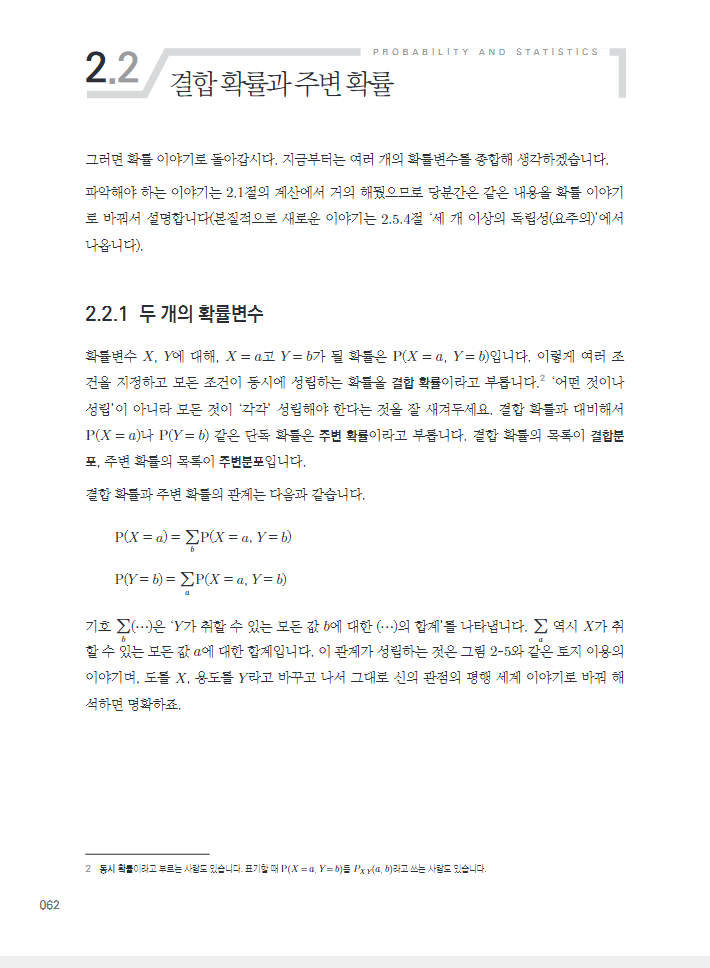 PROBABILITY AND STATISTICS
2.2
결합 확률과 주변 확률
그러면 확률 이야기로 돌아갑시다. 지금부터는 여러 개의 확률변수를 종합해 생각하겠습니다.
파악해야 하는 이야기는 2.1절의 계산에서 거의 해뒀으므로 당분간은 같은 내용을 확률 이야기
로 바꿔서 설명합니다(본질적으로 새로운 이야기는 2.5.4절 ‘세 개 이상의 독립성(요주의)’에서
나옵니다).
2.2.1 두 개의 확률변수
확률변수 X, Y에 대해, X = a고 Y = b가 될 확률은 P(X = a, Y = b)입니다. 이렇게 여러 조
건을 지정하고 모든 조건이 동시에 성립하는 확률을 결합 확률이라고 부릅니다.2 ‘어떤 것이나
성립’이 아니라 모든 것이 ‘각각’ 성립해야 한다는 것을 잘 새겨두세요. 결합 확률과 대비해서
P(X = a)나 P(Y = b) 같은 단독 확률은 주변 확률이라고 부릅니다. 결합 확률의 목록이 결합분
포, 주변 확률의 목록이 주변분포입니다.
결합 확률과 주변 확률의 관계는 다음과 같습니다.
P(X = a) = ∑b P(X = a, Y = b)
P(Y = b) = ∑a P(X = a, Y = b)
기호 ∑b(⋯)은 ‘Y가 취할 수 있는 모든 값 b에 대한 (⋯)의 합계’를 나타냅니다. ∑a 역시 X가 취
할 수 있는 모든 값 a에 대한 합계입니다. 이 관계가 성립하는 것은 그림 2-5와 같은 토지 이용의
이야기며, 도를 X, 용도를 Y라고 바꾸고 나서 그대로 신의 관점의 평행 세계 이야기로 바꿔 해
석하면 명확하죠.
2 동시 확률이라고 부르는 사람도 있습니다. 표기할 때 P(X = a, Y = b)를 PX,Y(a, b)라고 쓰는 사람도 있습니다.
062